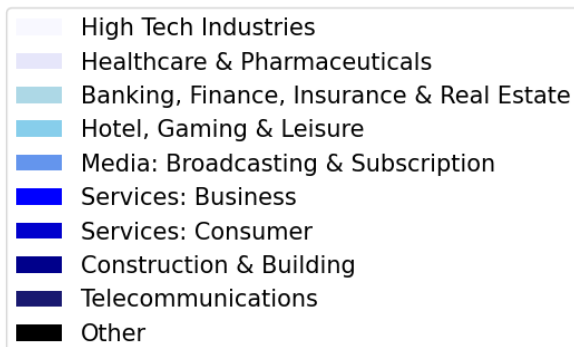 High Tech Industries
Healthcare & Pharmaceuticals
Banking, Finance, Insurance & Real Estate
Hotel, Gaming & Leisure
Media: Broadcasting & Subscription
Services: Business
Services: Consumer
Construction & Building
Telecommunications
Other